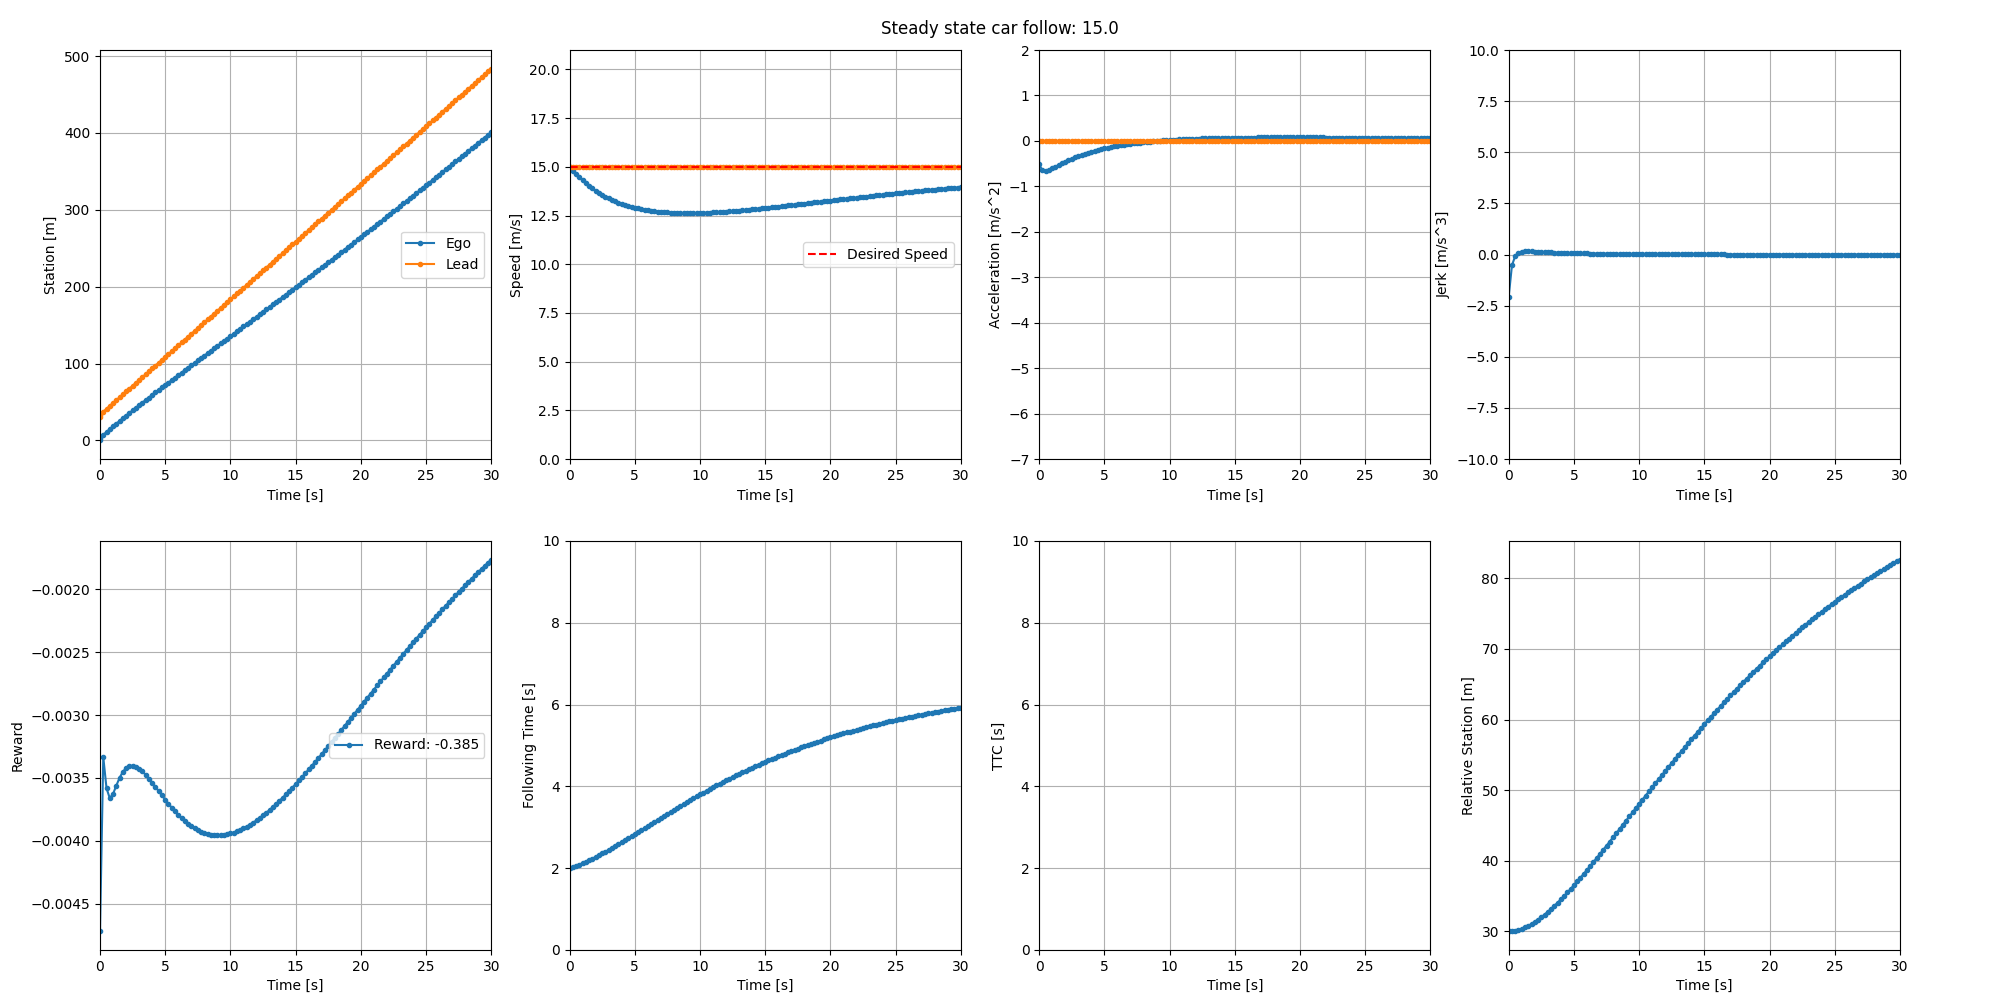 Steady state car follow: 15.0
500
400
300
200
100
0
Station [m]
Ego
Lead
0 5 10 15 20 25 30
Time [s]
20.0
17.5
15.0
12.5
10.0
7.5
5.0
2.5
0.0
Speed [m/s]
Desired Speed
0 5 10 15 20 25 30
Time [s]
2
1
0
−1
−2
−3
−4
−5
−6
−7
Acceleration [m/s^2]
0 5 10 15 20 25 30
Time [s]
10.0
7.5
5.0
2.5
0.0
−2.5
−5.0
−7.5
−10.0
Jerk [m/s^3]
0 5 10 15 20 25 30
Time [s]
−0.0020
−0.0025
−0.0030
−0.0035
−0.0040
−0.0045
Reward
Reward: -0.385
0 5 10 15 20 25 30
Time [s]
10
8
6
4
2
0
Following Time [s]
0 5 10 15 20 25 30
Time [s]
10
8
6
4
2
0
TTC [s]
0 5 10 15 20 25 30
Time [s]
80
70
60
50
40
30
Relative Station [m]
0 5 10 15 20 25 30
Time [s]